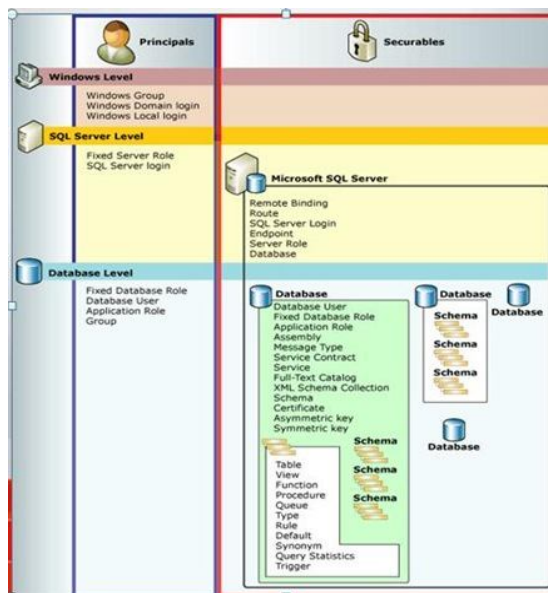 Principals
Securables
Windows Level
Windows Group
Windows Domain login
Windows Local login
SQL Server Level
Fixed Server Role
SQL Server login
Microsoft SQL Server
Remote Binding
Route
SQL Server Login
Endpoint
Server Role
Database
Database Level
Fixed Database Role
Database User
Application Role
Group
Database
Database User
Fixed Database Role
Application Role
Assembly
Message Type
Service Contract
Service
Full-Text Catalog
XML Schema Collection
Schema
Certificate
Asymmetric key
Symmetric key
Schema
Schema
Schema
Table
View
Function
Procedure
Queue
Type
Rule
Default
Synonym
Query Statistics
Trigger
Database
Schema
Schema
Schema
Database
Database